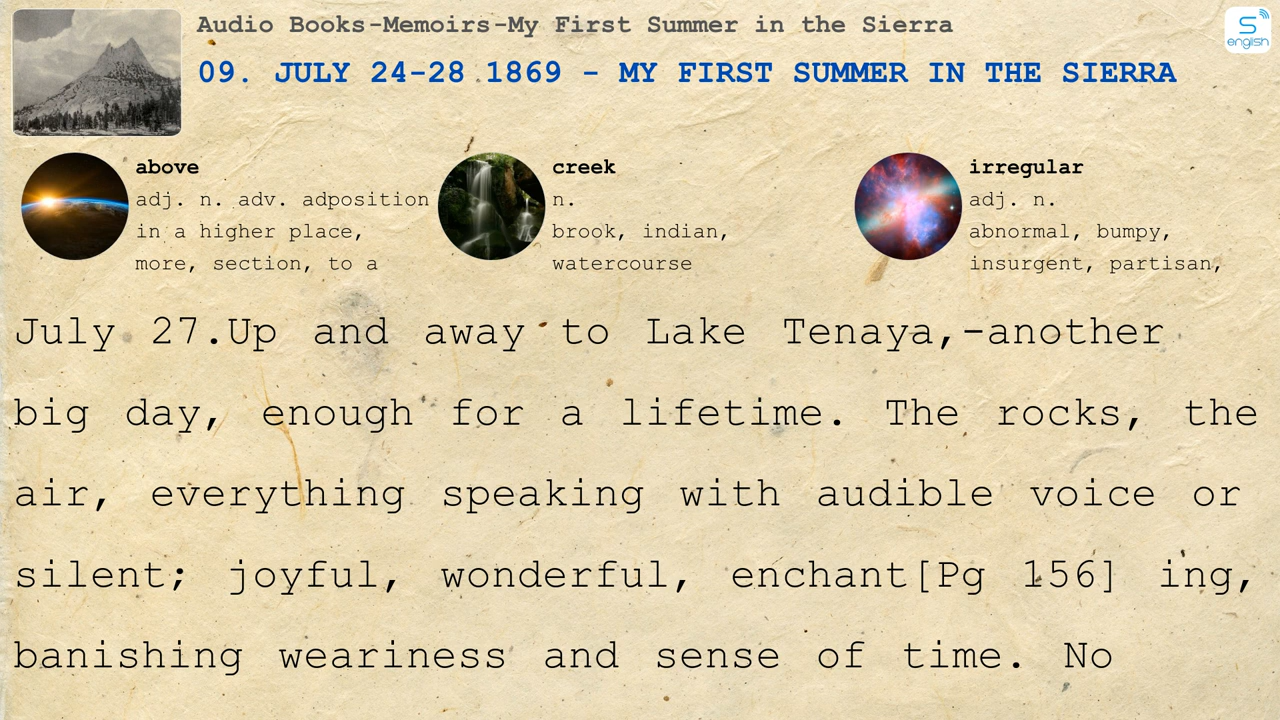 Audio Books-Memoirs-My First Summer in the Sierra
09. JULY 24-28 1869 - MY FIRST SUMMER IN THE SIERRA
S
english
above
adj. n. adv. adposition
in a higher place,
more, section, to a
creek
n.
brook, indian,
watercourse
irregular
adj. n.
abnormal, bumpy,
insurgent, partisan,
July 27.Up and away to Lake Tenaya,-another
big day, enough for a lifetime. The rocks, the
air, everything speaking with audible voice or
silent; joyful, wonderful, enchant[Pg 156] ing,
banishing weariness and sense of time. No